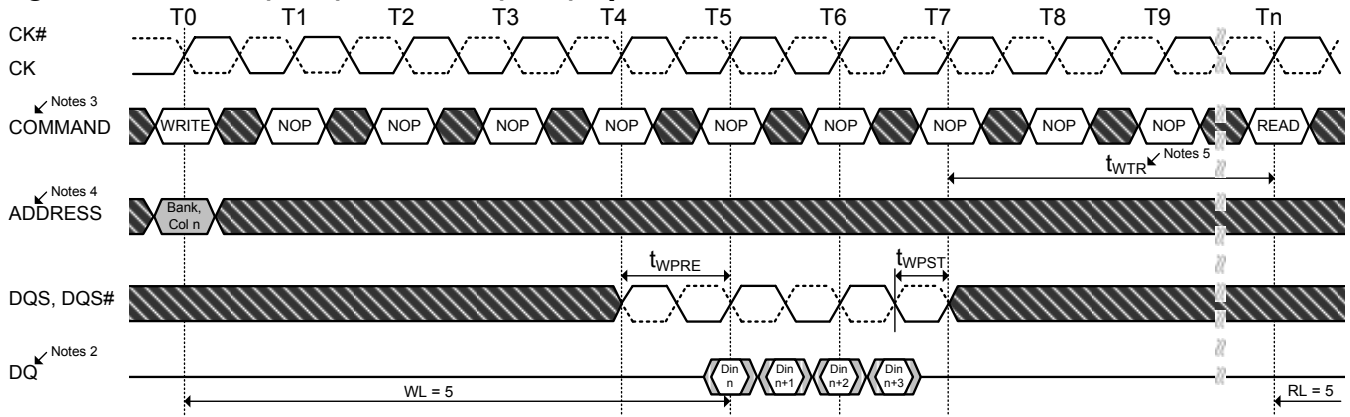 T0 T1 T2 T3 T4 T5 T6 T7 T8 T9 Tn
CK#
CK
Notes 3
COMMAND WRITE NOP NOP NOP NOP NOP NOP NOP NOP NOP READ
tWTR Notes 5
Notes 4
ADDRESS Bank,
Col n
tWPRE tWPST
DQS, DQS#
Notes 2
DQ Din Din Din Din
n n+1 n+2 n+3
WL = 5 RL = 5